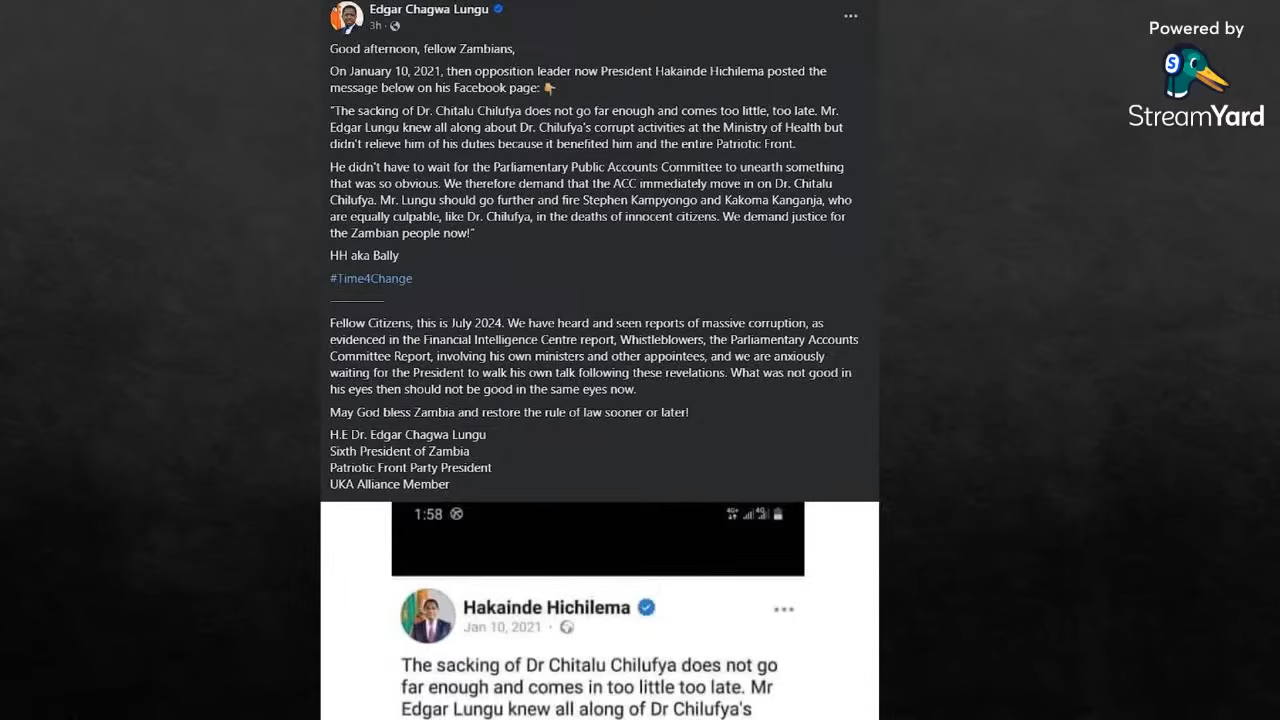 Edgar Chagwa Lungu
3h ·
Good afternoon, fellow Zambians,
On January 10, 2021, then opposition leader now President Hakainde Hichilema posted the
message below on his Facebook page:
"The sacking of Dr. Chitalu Chilufya does not go far enough and comes too little, too late. Mr.
Edgar Lungu knew all along about Dr. Chilufya's corrupt activities at the Ministry of Health but
didn't relieve him of his duties because it benefited him and the entire Patriotic Front.
He didn't have to wait for the Parliamentary Public Accounts Committee to unearth something
that was so obvious. We therefore demand that the ACC immediately move in on Dr. Chitalu
Chilufya. Mr. Lungu should go further and fire Stephen Kampyongo and Kakoma Kanganja, who
are equally culpable, like Dr. Chilufya, in the deaths of innocent citizens. We demand justice for
the Zambian people now!"
HH aka Bally
#Time4Change
Fellow Citizens, this is July 2024. We have heard and seen reports of massive corruption, as
evidenced in the Financial Intelligence Centre report, Whistleblowers, the Parliamentary Accounts
Committee Report, involving his own ministers and other appointees, and we are anxiously
waiting for the President to walk his own talk following these revelations. What was not good in
his eyes then should not be good in the same eyes now.
May God bless Zambia and restore the rule of law sooner or later!
H.E Dr. Edgar Chagwa Lungu
Sixth President of Zambia
Patriotic Front Party President
UKA Alliance Member
1:58
4G+ 4G
Hakainde Hichilema
Jan 10, 2021 ·
The sacking of Dr Chitalu Chilufya does not go
far enough and comes in too little too late. Mr
Edgar Lungu knew all along of Dr Chilufya's
Powered by
S
StreamYard